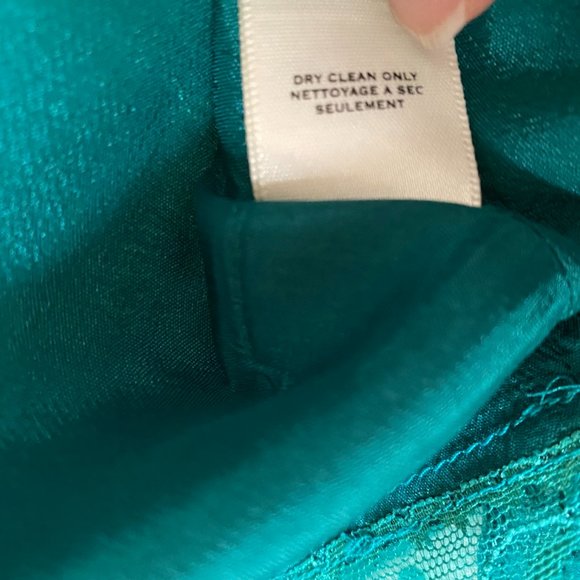 DRY CLEAN ONLY
NETTOYAGE A SEC
SEULEMENT